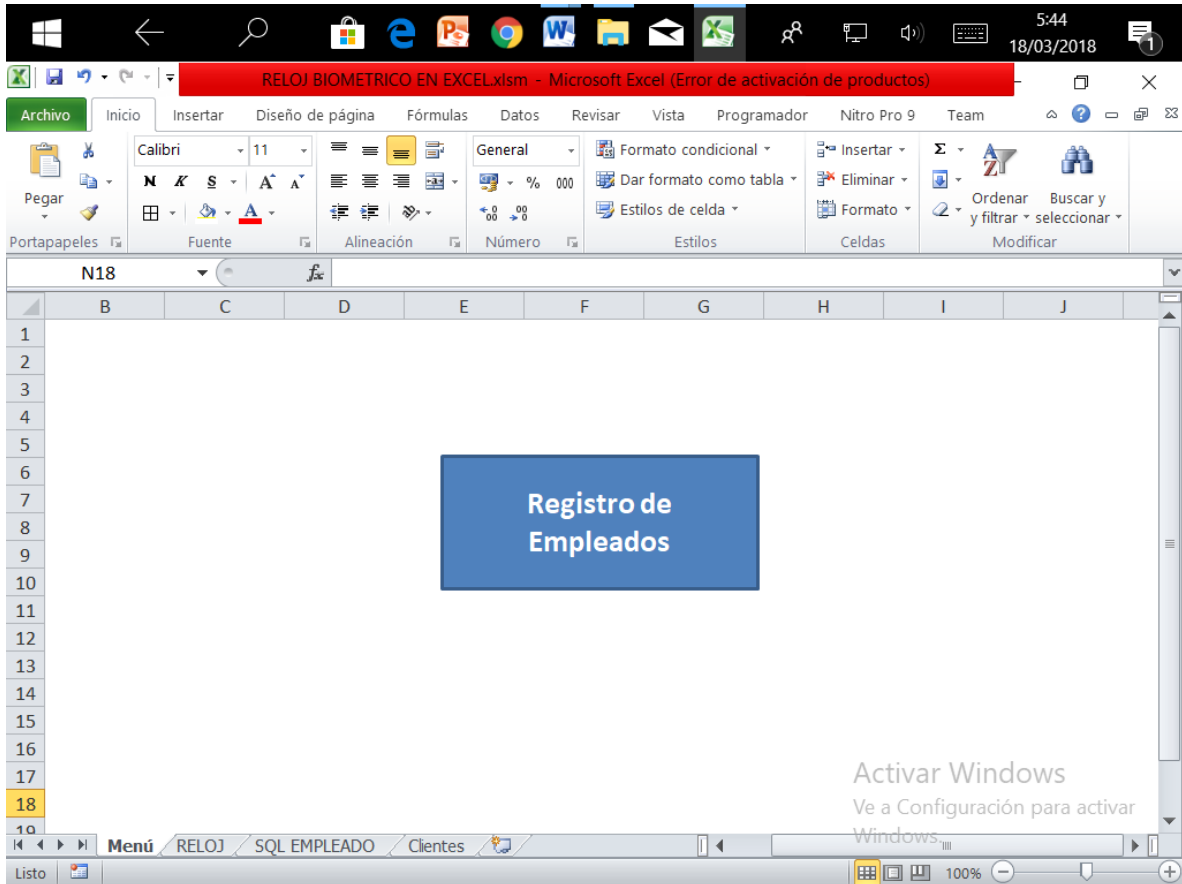 5:44
18/03/2018
1
RELOJ BIOMETRICO EN EXCEL.xlsm - Microsoft Excel (Error de activación de productos)
Archivo Inicio Insertar Diseño de página Fórmulas Datos Revisar Vista Programador Nitro Pro 9 Team
Pegar
Portapapeles
Calibri 11
N K S A A
A
Fuente
Alineación
General
% 000
Número
Formato condicional
Dar formato como tabla
Estilos de celda
Estilos
Insertar
Eliminar
Formato
Celdas
Σ
Ordenar y filtrar
Buscar y seleccionar
Modificar
N18 fx
B C D E F G H I J
1
2
3
4
5
6
7
8
9
10
11
12
13
14
15
16
17
18
19
Registro de
Empleados
Activar Windows
Ve a Configuración para activar
Windows.
Menú RELOJ SQL EMPLEADO Clientes
Listo 100%